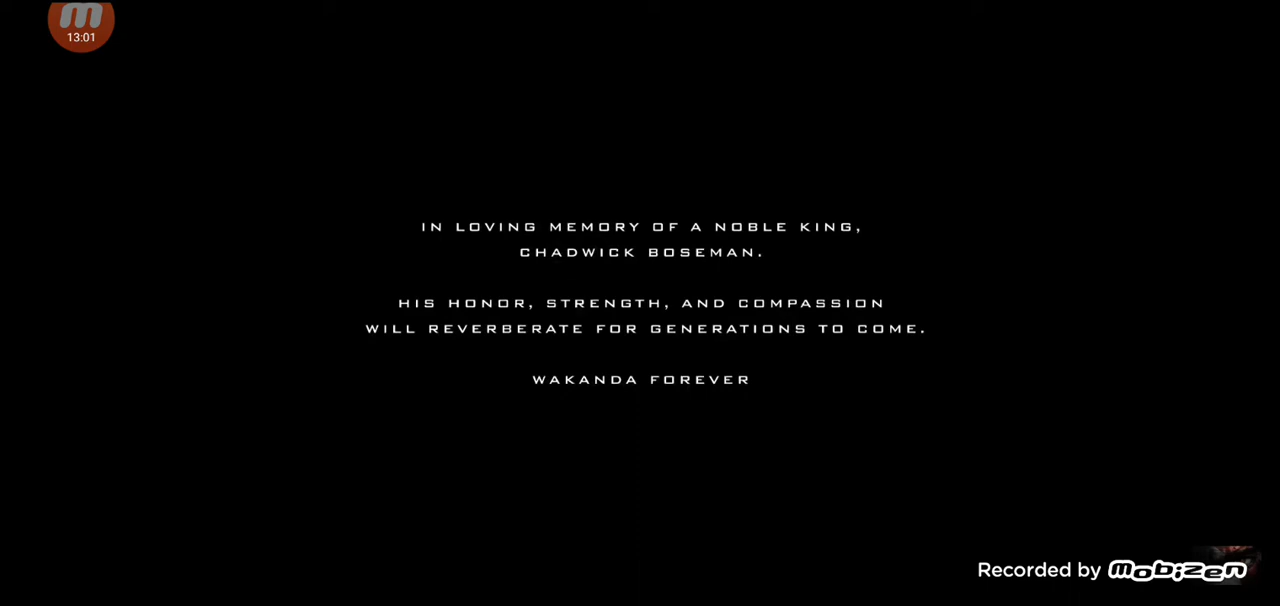 m
13:01
IN LOVING MEMORY OF A NOBLE KING,
CHADWICK BOSEMAN.
HIS HONOR, STRENGTH, AND COMPASSION
WILL REVERBERATE FOR GENERATIONS TO COME.
WAKANDA FOREVER
Recorded by mobizen